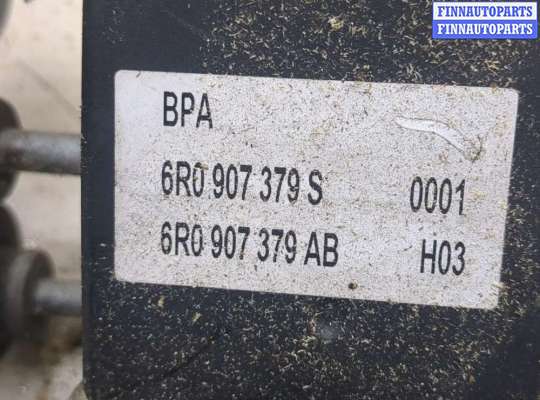 FINNAUTOPARTS
FINNAUTOPARTS
BPA
6R0 907 379 S 0001
6R0 907 379 AB H03